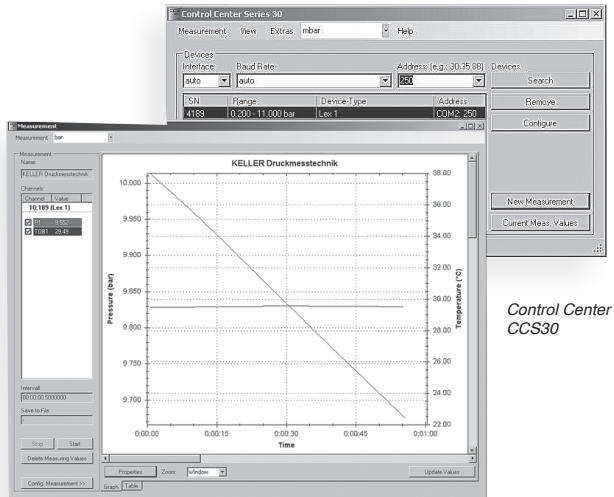 Control Center Series 30
Measurement View Extras mbar Help
Devices:
Interface: Baud Rate: Address: (e.g.: 30-35.88) Devices...
auto auto 250 Search
SN Range Device-Type Address
4189 0.200 - 11.000 bar Lex 1 COM2: 250
Remove
Configure
New Measurement
Current Meas. Values
Measurement
Measurement bar
Measurement
Name:
KELLER Druckmesstechnik
Channels:
Channel Value
10:189 (Lex 1)
P1 9.552
TOB1 29.49
Intervall:
00:00:00.5000000
Save to File:
Stop Start
Delete Measuring Values
Config. Measurement >>
KELLER Druckmesstechnik
Pressure (bar)
10.000
9.950
9.900
9.850
9.800
9.750
9.700
38.00
36.00
34.00
32.00
30.00
28.00
26.00
24.00
22.00
Temperature (°C)
0:00:00 0:00:15 0:00:30 0:00:45 0:01:00
Time
Properties Zoom: Window Update Values
Graph Table
Control Center
CCS30